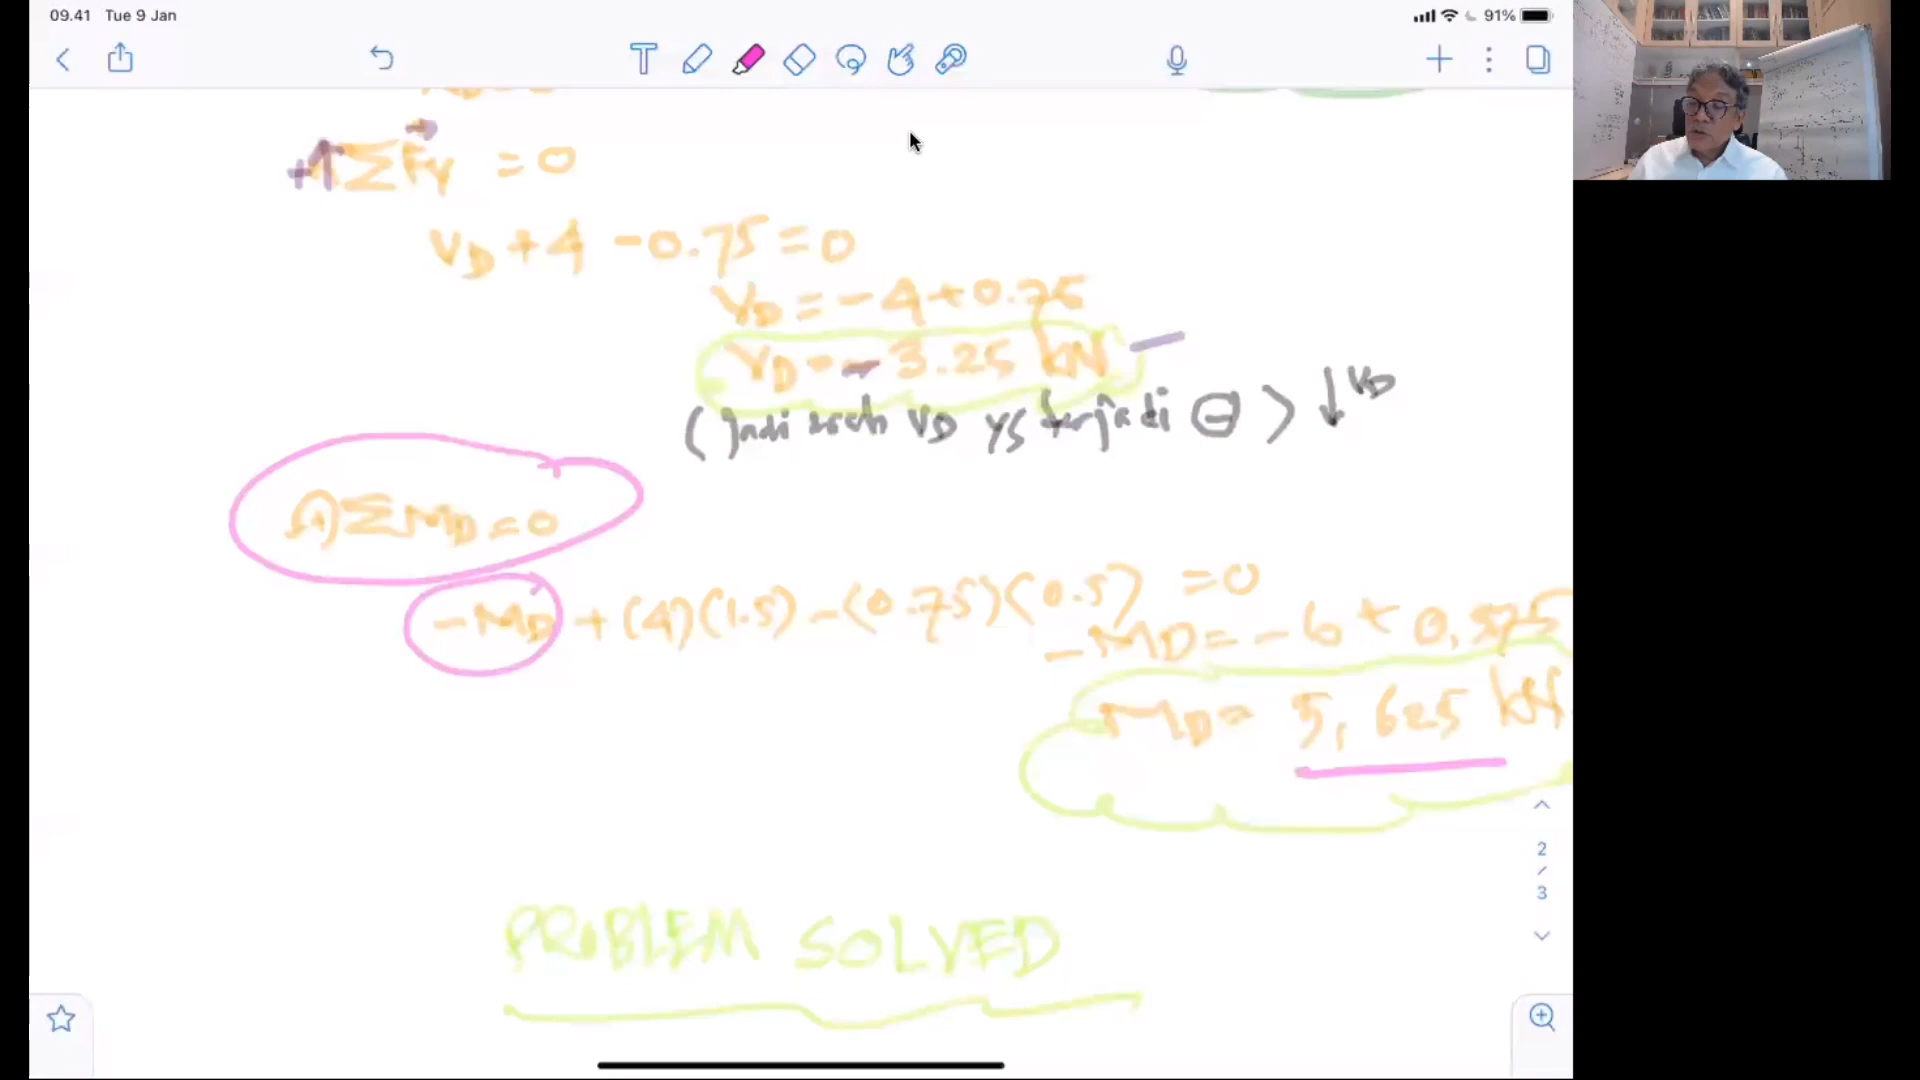 09.41 Tue 9 Jan
91%
+↑ΣFy = 0
VD + 4 - 0.75 = 0
VD = - 4 + 0.75
VD = - 3.25 kN
(Jadi arah VD yg terjadi ⊖) ↓ VD
ΣMD = 0
- MD + (4)(1.5) - (0.75)(0.5) = 0
- MD = - 6 + 0,375
MD = 5,625 kN
2
/
3
PROBLEM SOLVED